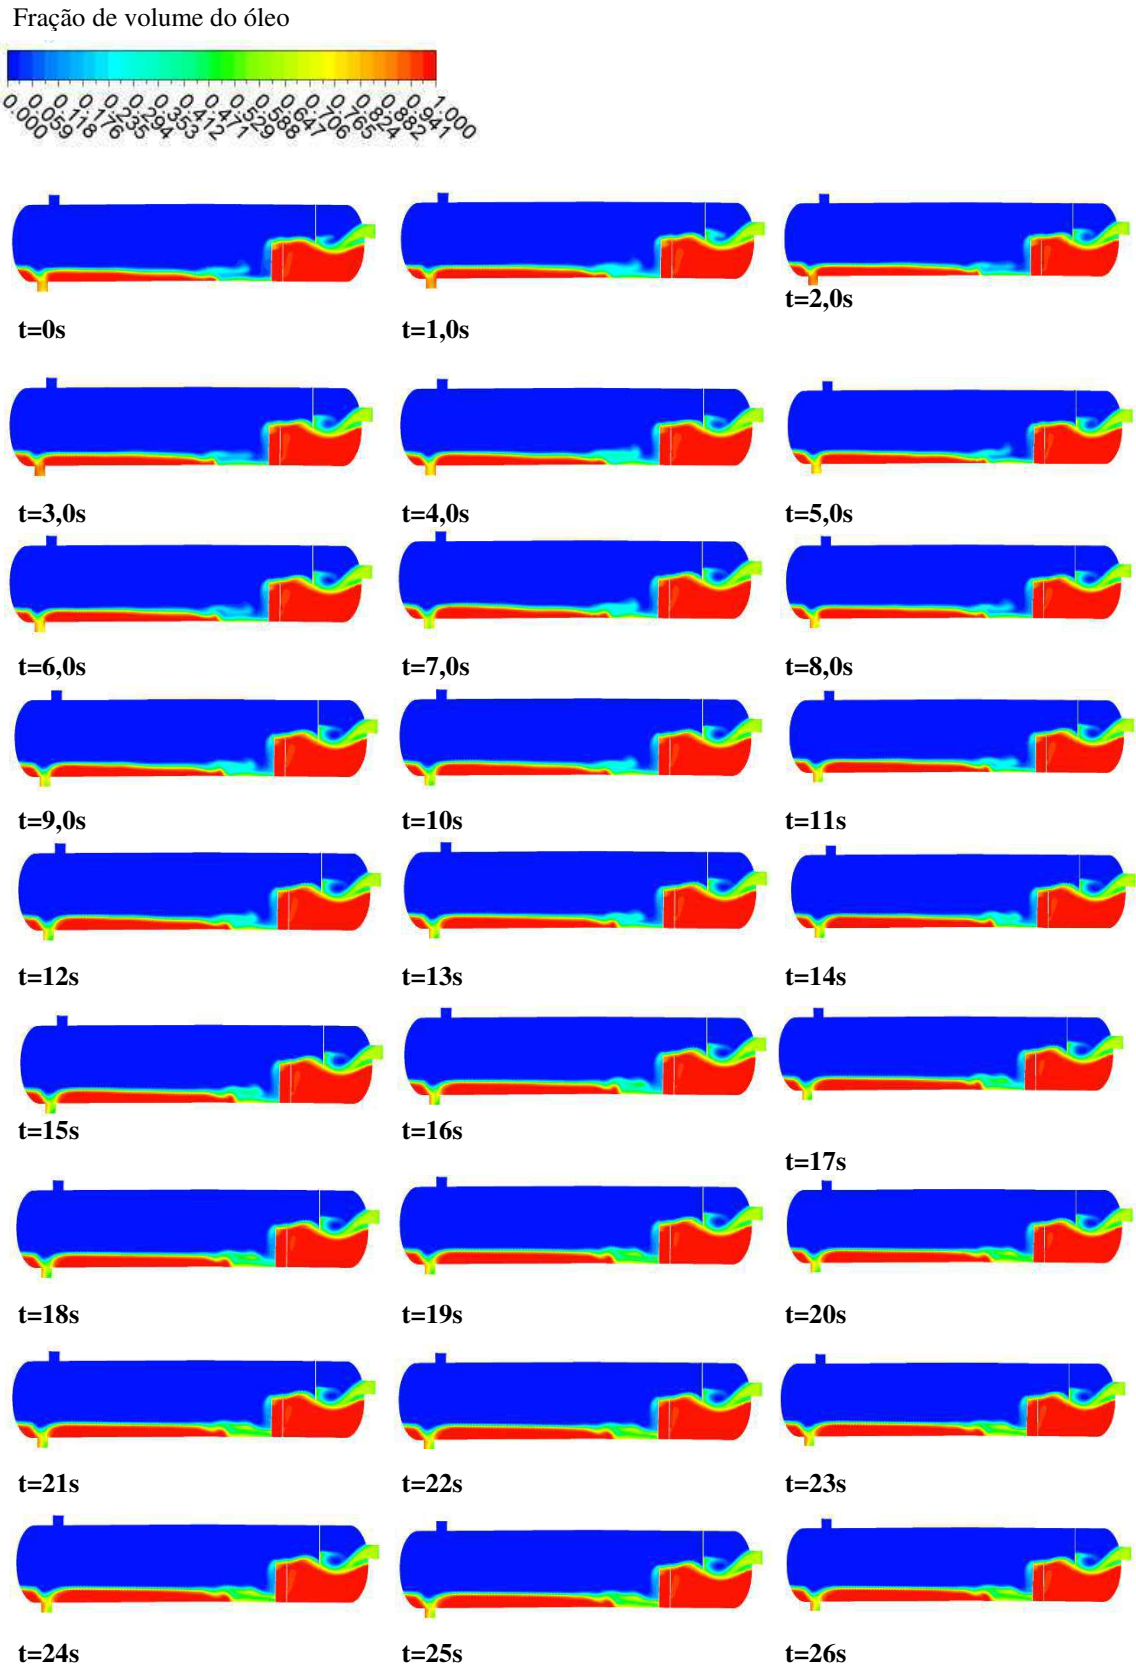 Fração de volume do óleo
0.000 0.059 0.118 0.176 0.235 0.294 0.353 0.412 0.471 0.529 0.588 0.647 0.706 0.765 0.824 0.882 0.941 1.000
t=0s t=1,0s t=2,0s
t=3,0s t=4,0s t=5,0s
t=6,0s t=7,0s t=8,0s
t=9,0s t=10s t=11s
t=12s t=13s t=14s
t=15s t=16s t=17s
t=18s t=19s t=20s
t=21s t=22s t=23s
t=24s t=25s t=26s